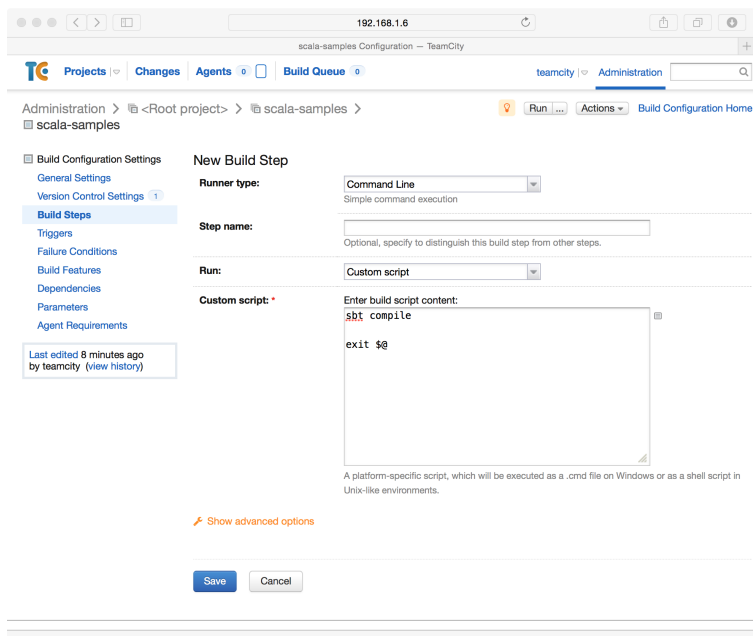 192.168.1.6
scala-samples Configuration — TeamCity
TC Projects Changes Agents 0 Build Queue 0 teamcity Administration
Administration > <Root project> > scala-samples > Run ... Actions Build Configuration Home
scala-samples
Build Configuration Settings
General Settings
Version Control Settings 1
Build Steps
Triggers
Failure Conditions
Build Features
Dependencies
Parameters
Agent Requirements
Last edited 8 minutes ago
by teamcity (view history)
New Build Step
Runner type: Command Line
Simple command execution
Step name:
Optional, specify to distinguish this build step from other steps.
Run: Custom script
Custom script: * Enter build script content:
sbt compile
exit $@
A platform-specific script, which will be executed as a .cmd file on Windows or as a shell script in
Unix-like environments.
Show advanced options
Save Cancel